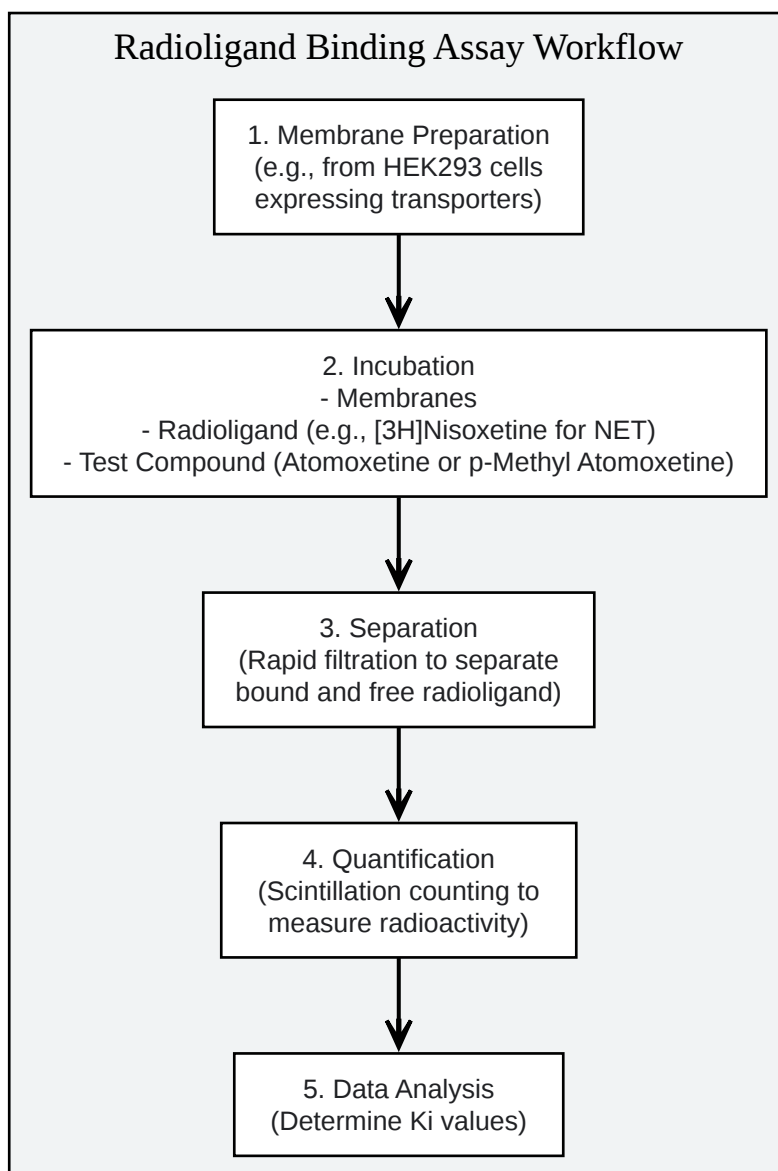 Radioligand Binding Assay Workflow
1. Membrane Preparation
(e.g., from HEK293 cells
expressing transporters)
2. Incubation
- Membranes
- Radioligand (e.g., [3H]Nisoxetine for NET)
- Test Compound (Atomoxetine or p-Methyl Atomoxetine)
3. Separation
(Rapid filtration to separate
bound and free radioligand)
4. Quantification
(Scintillation counting to
measure radioactivity)
5. Data Analysis
(Determine Ki values)